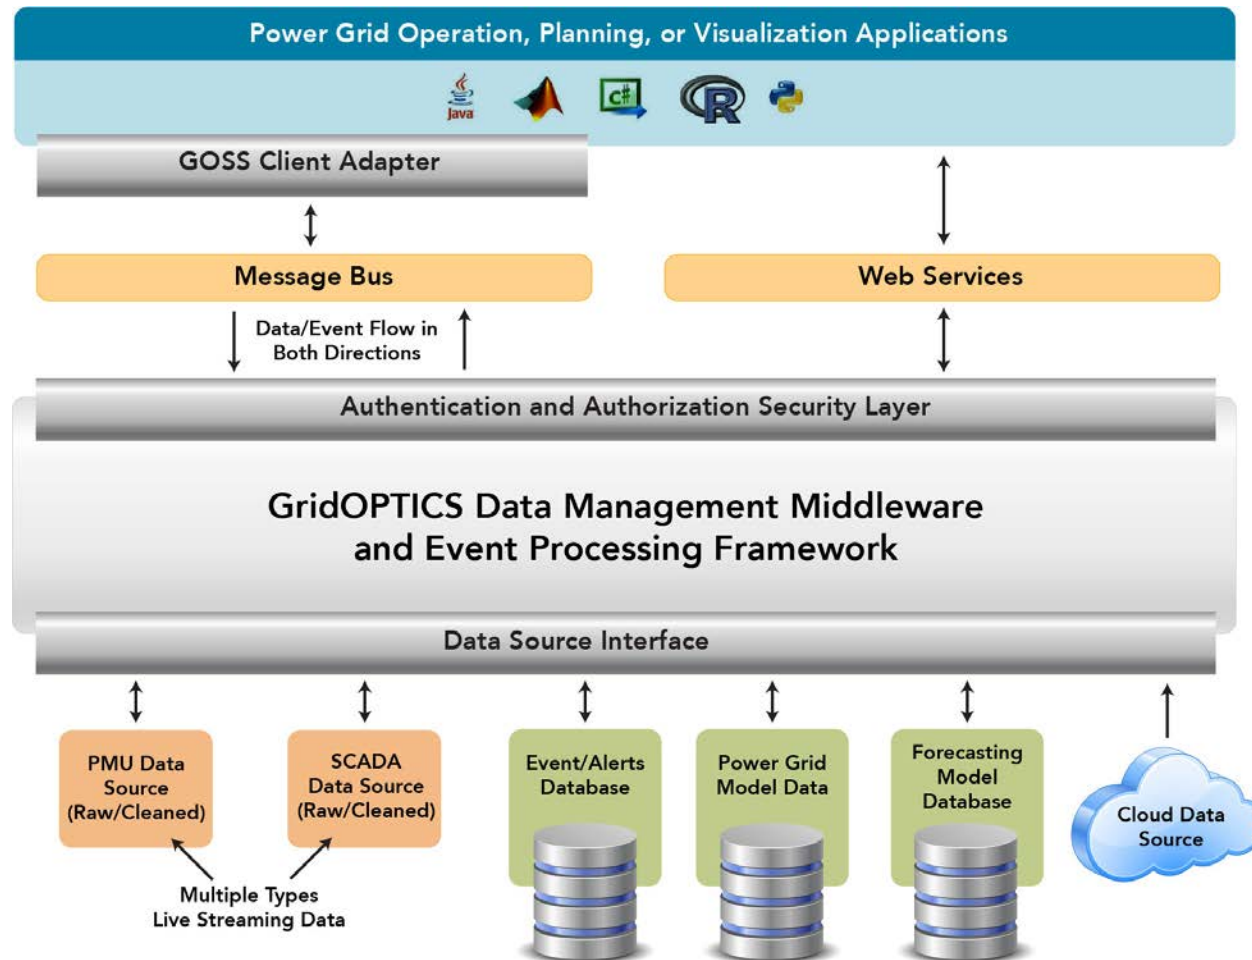 Power Grid Operation, Planning, or Visualization Applications
Java
C#
R
GOSS Client Adapter
Message Bus
Web Services
Data/Event Flow in
Both Directions
Authentication and Authorization Security Layer
GridOPTICS Data Management Middleware
and Event Processing Framework
Data Source Interface
PMU Data
Source
(Raw/Cleaned)
SCADA
Data Source
(Raw/Cleaned)
Event/Alerts
Database
Power Grid
Model Data
Forecasting
Model
Database
Cloud Data
Source
Multiple Types
Live Streaming Data